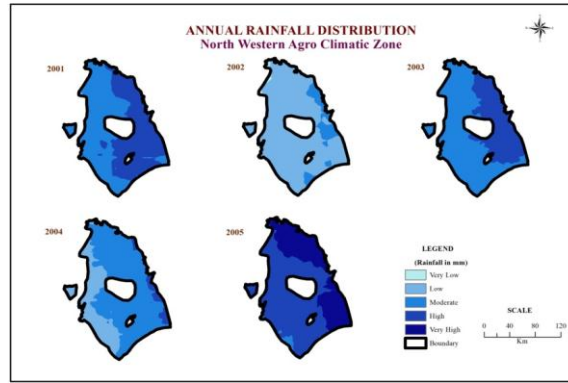 ANNUAL RAINFALL DISTRIBUTION
North Western Agro Climatic Zone
2001
2002
2003
2004
2005
LEGEND
(Rainfall in mm)
Very Low
Low
Moderate
High
Very High
Boundary
SCALE
0 40 80 120
Km